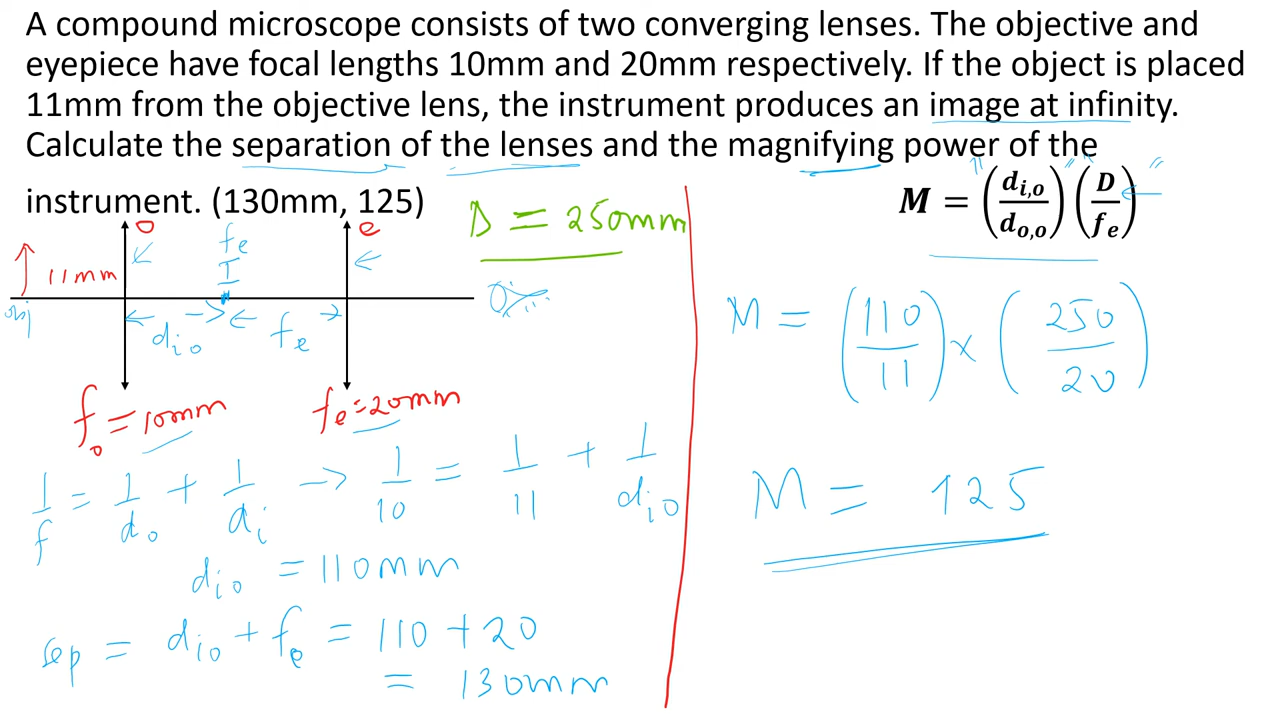 A compound microscope consists of two converging lenses. The objective and
eyepiece have focal lengths 10mm and 20mm respectively. If the object is placed
11mm from the objective lens, the instrument produces an image at infinity.
Calculate the separation of the lenses and the magnifying power of the
instrument. (130mm, 125)
M = (d_{i,o}/d_{o,o}) (D/f_e)
D = 250mm
o
e
f_e
I
11mm
obj
d_{io}
f_e
f_o = 10mm
f_e = 20mm
1/f = 1/d_o + 1/d_i → 1/10 = 1/11 + 1/d_{io}
d_{io} = 110mm
sep = d_{io} + f_e = 110 + 20
= 130mm
M = (110/11) × (250/20)
M = 125